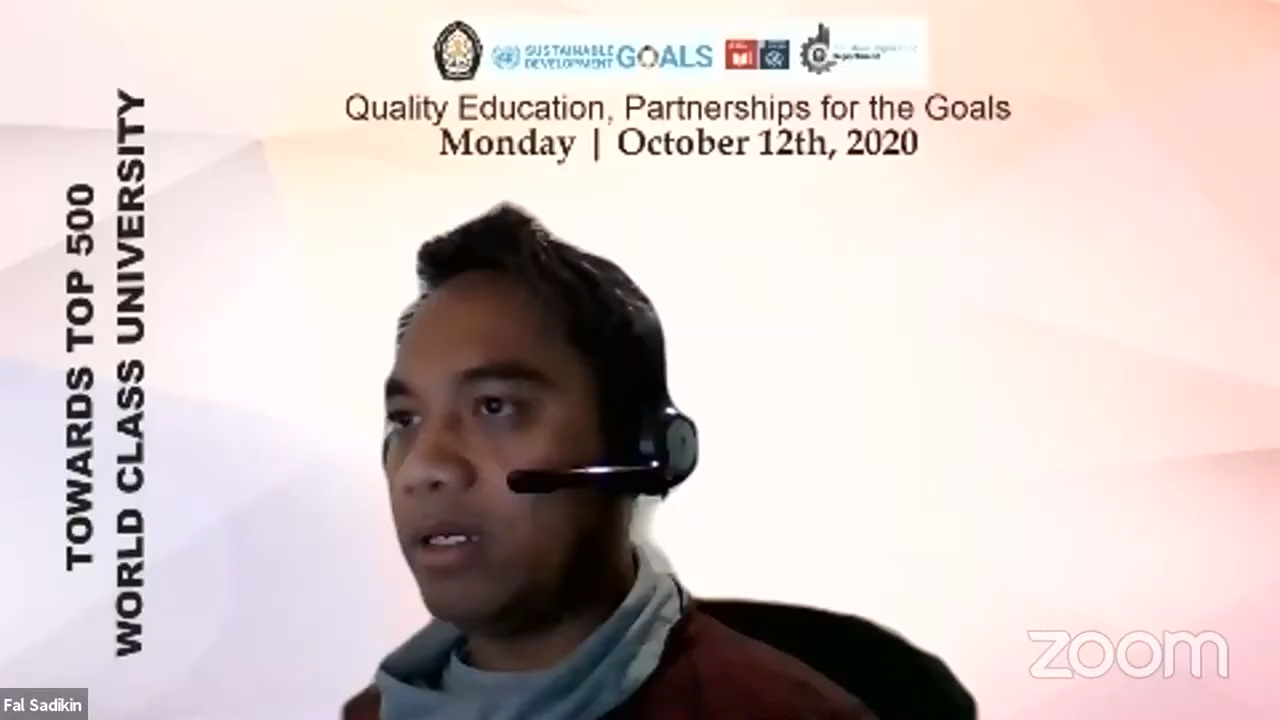 SUSTAINABLE
DEVELOPMENT GOALS
Quality Education, Partnerships for the Goals
Monday | October 12th, 2020
TOWARDS TOP 500
WORLD CLASS UNIVERSITY
zoom
Fal Sadikin